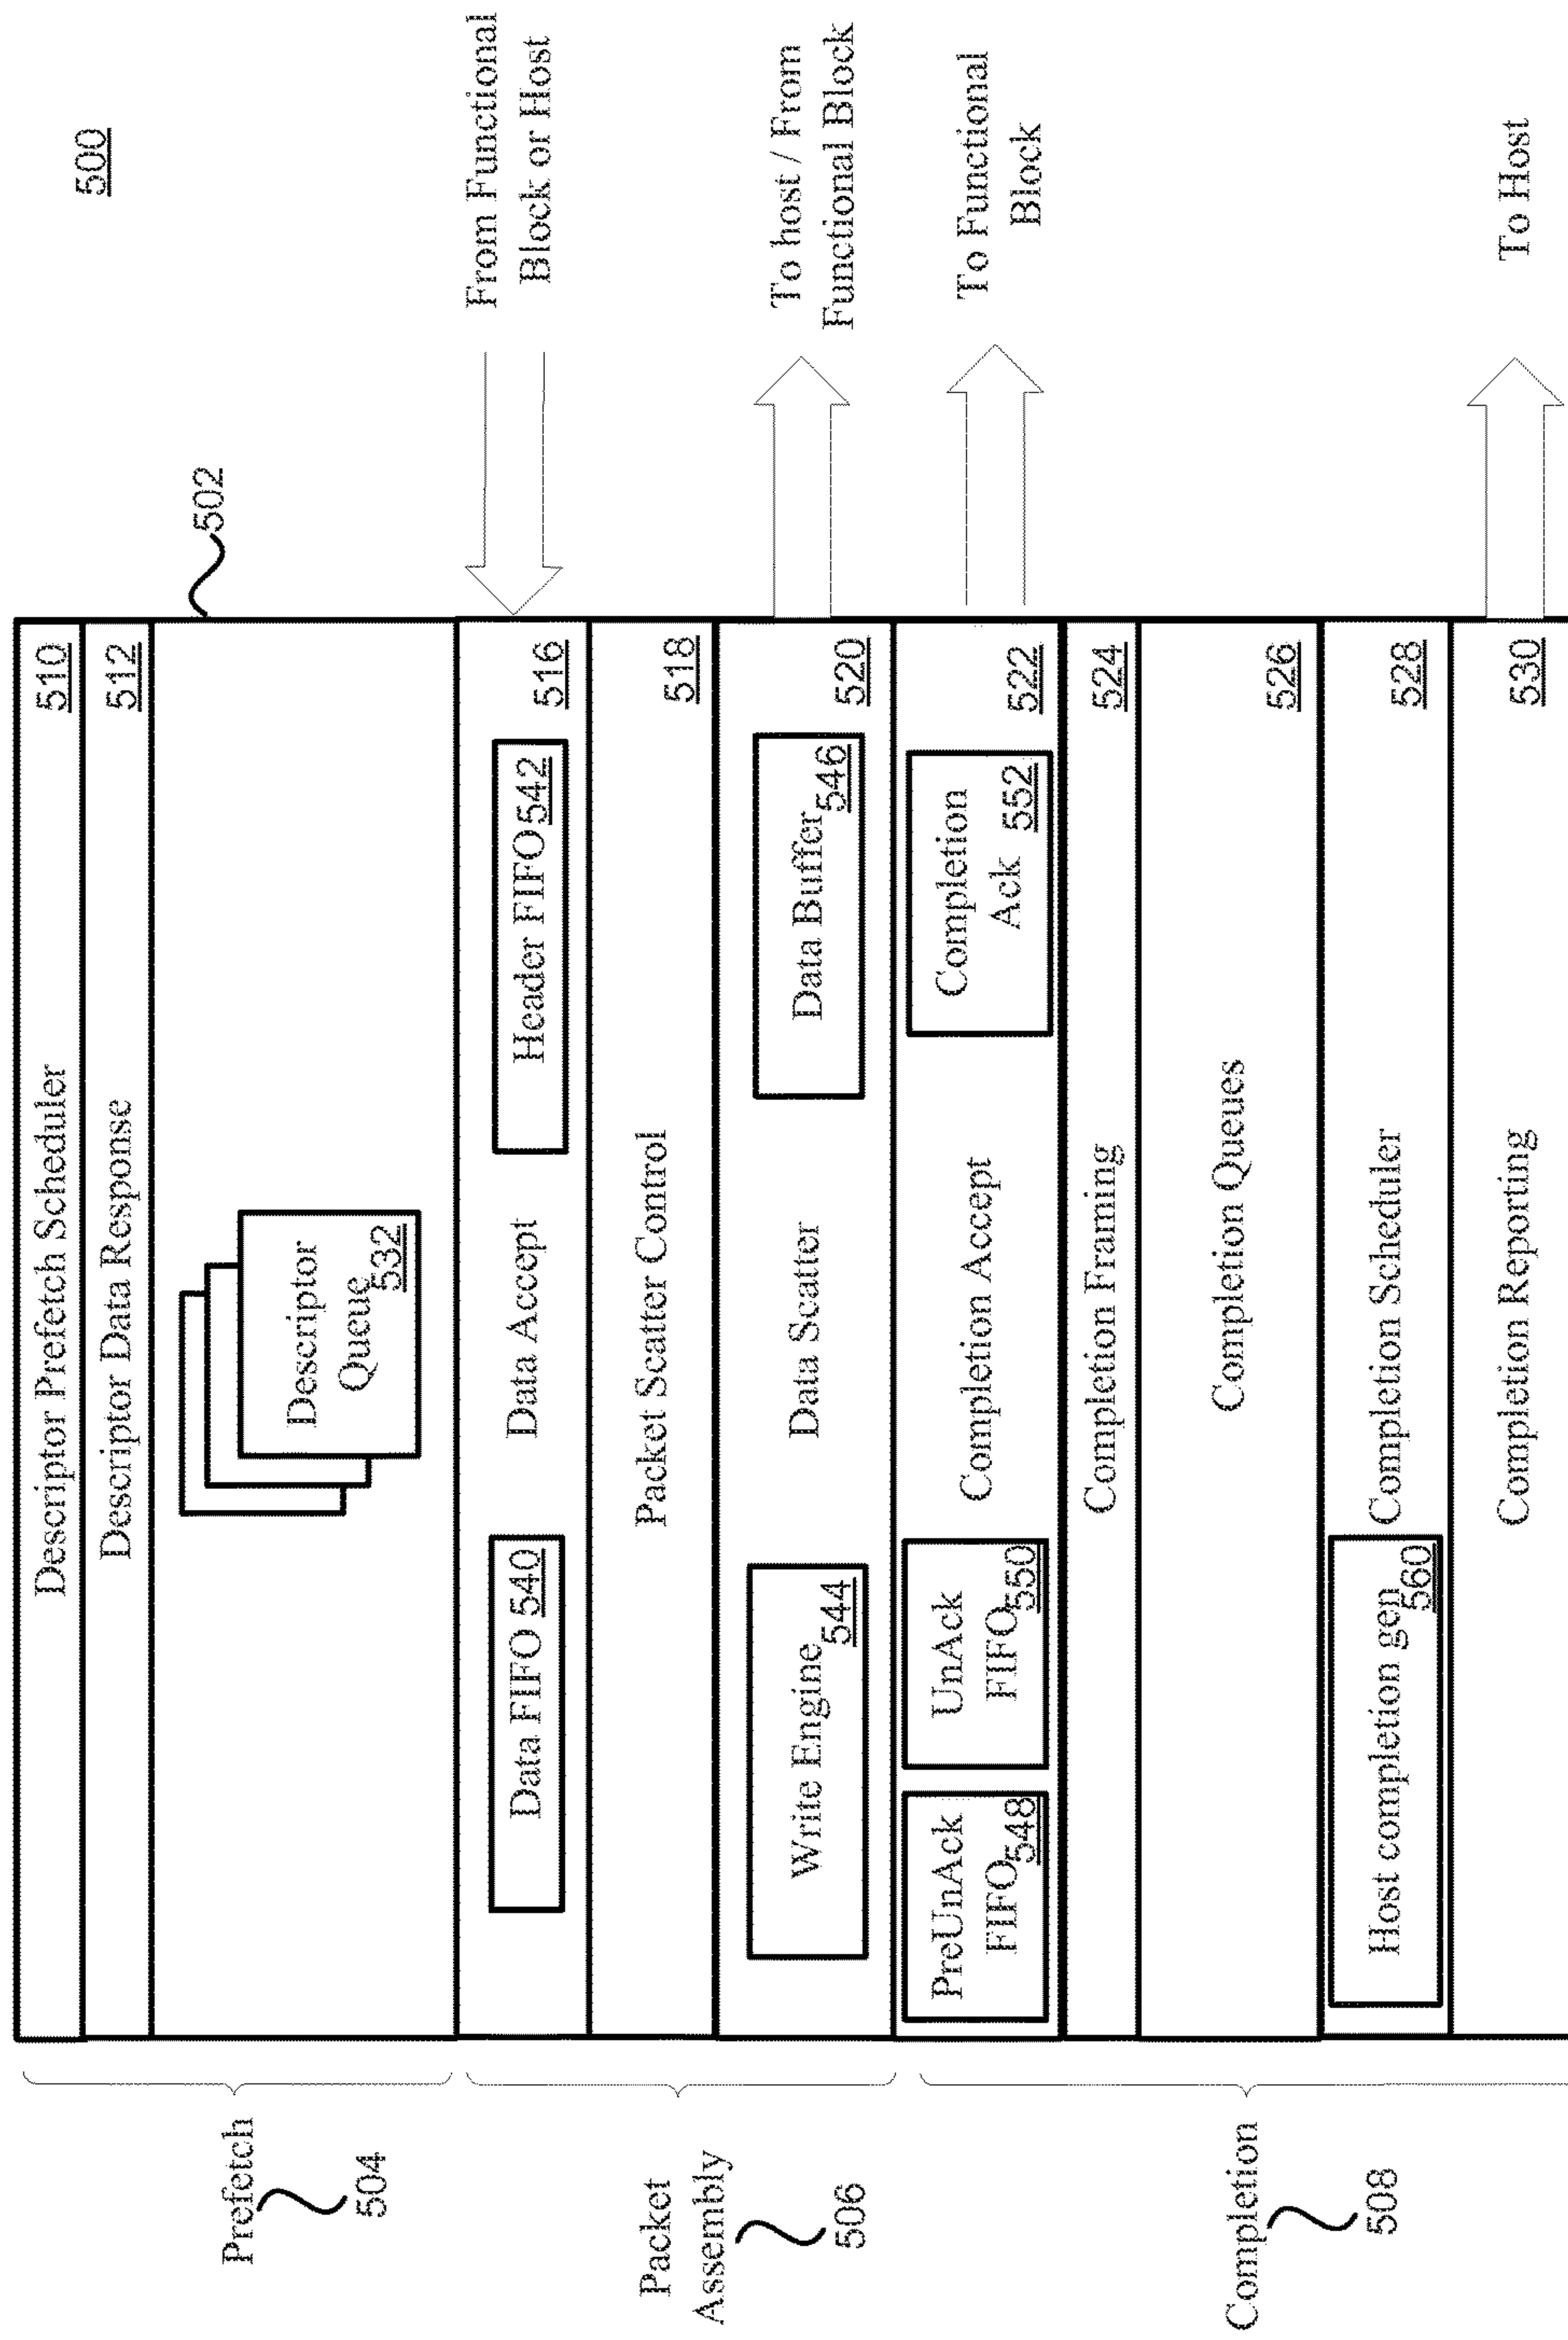 500
502
Prefetch
504
Descriptor Prefetch Scheduler
510
Descriptor Data Response
512
Descriptor
Queue
532
Packet
Assembly
506
Data FIFO 540
Data Accept
Header FIFO 542
516
From Functional
Block or Host
Packet Scatter Control
518
Write Engine
544
Data Scatter
Data Buffer
546
520
To host / From
Functional Block
Completion
508
PreUnAck
FIFO
548
UnAck
FIFO
550
Completion Accept
Completion
Ack 552
522
To Functional
Block
Completion Framing
524
Completion Queues
526
Host completion gen
560
Completion Scheduler
528
Completion Reporting
530
To Host